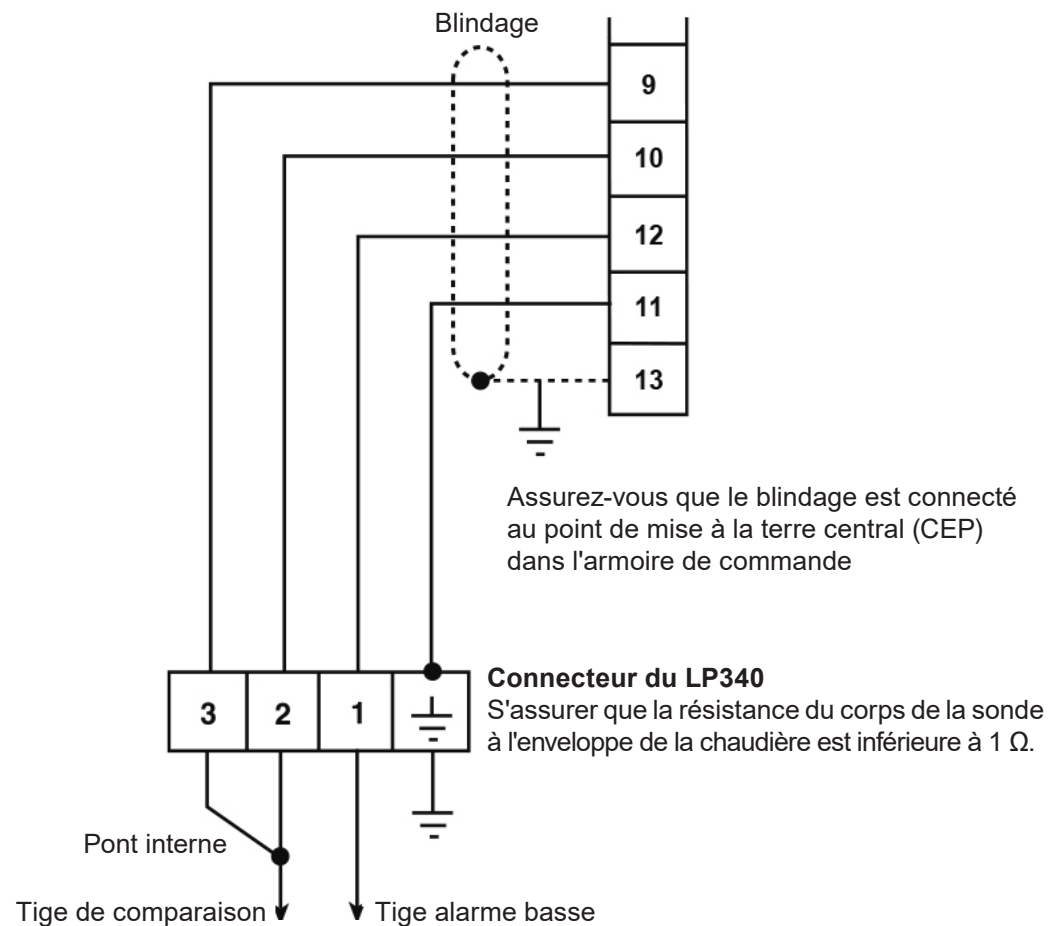 Blindage
9
10
12
11
13
Assurez-vous que le blindage est connecté
au point de mise à la terre central (CEP)
dans l'armoire de commande
Connecteur du LP340
S'assurer que la résistance du corps de la sonde
à l'enveloppe de la chaudière est inférieure à 1 Ω.
3 2 1
Pont interne
Tige de comparaison Tige alarme basse